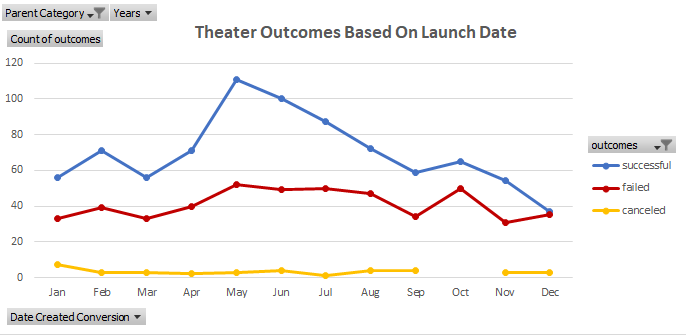 Parent Category Years
Theater Outcomes Based On Launch Date
Count of outcomes
120
100
80
60
40
20
0
Jan Feb Mar Apr May Jun Jul Aug Sep Oct Nov Dec
outcomes
successful
failed
canceled
Date Created Conversion